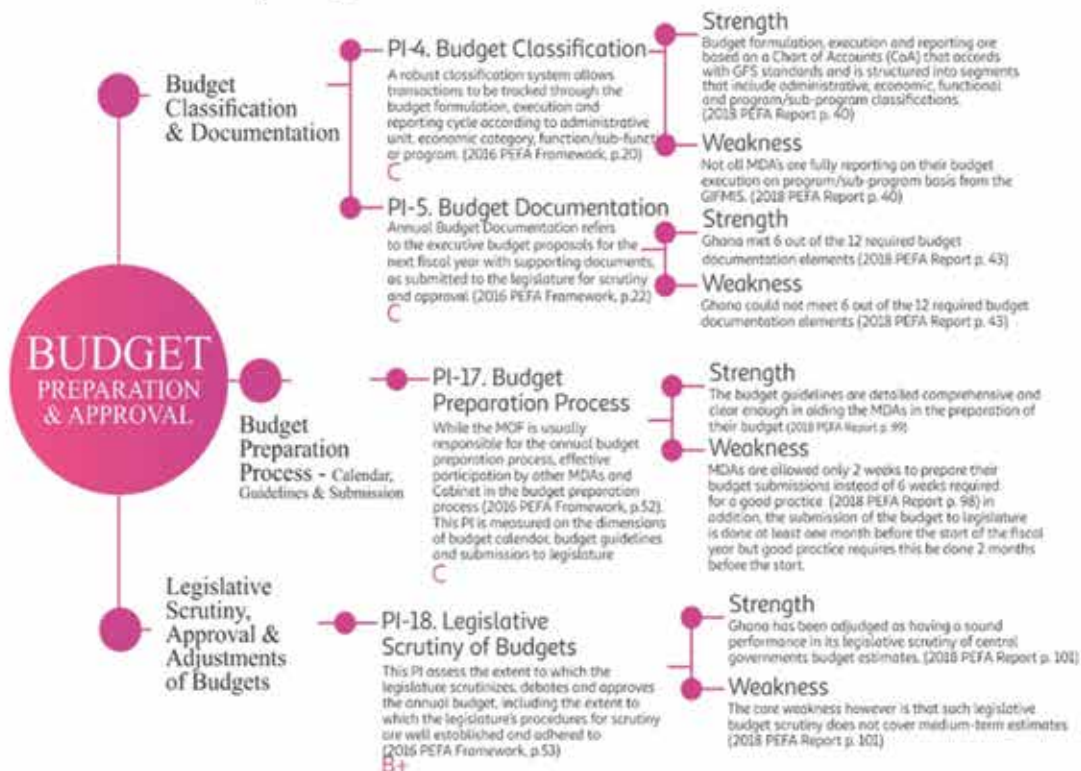 BUDGET
PREPARATION
& APPROVAL
Budget
Classification
& Documentation
PI-4. Budget Classification
A robust classification system allows
transactions to be tracked through the
budget formulation, execution and
reporting cycle according to administrative
unit, economic category, function/sub-funct
or program. (2016 PEFA Framework, p.20)
C
Strength
Budget formulation, execution and reporting are
based on a Chart of Accounts (CoA) that accords
with GFS standards and is structured into segments
that include administrative, economic, functional
and program/sub-program classifications.
(2018 PEFA Report p. 40)
Weakness
Not all MDA's are fully reporting on their budget
execution on program/sub-program basis from the
GIFMIS. (2018 PEFA Report p. 40)
PI-5. Budget Documentation
Annual Budget Documentation refers
to the executive budget proposals for the
next fiscal year with supporting documents,
as submitted to the legislature for scrutiny
and approval (2016 PEFA Framework, p.22)
C
Strength
Ghana met 6 out of the 12 required budget
documentation elements (2018 PEFA Report p. 43)
Weakness
Ghana could not meet 6 out of the 12 required budget
documentation elements (2018 PEFA Report p. 43)
Budget
Preparation
Process - Calendar,
Guidelines & Submission
PI-17. Budget
Preparation Process
While the MOF is usually
responsible for the annual budget
preparation process, effective
participation by other MDAs and
Cabinet in the budget preparation
process (2016 PEFA Framework, p.52).
This PI is measured on the dimensions
of budget calendar, budget guidelines
and submission to legislature
C
Strength
The budget guidelines are detailed comprehensive and
clear enough in aiding the MDAs in the preparation of
their budget (2018 PEFA Report p. 99)
Weakness
MDAs are allowed only 2 weeks to prepare their
budget submissions instead of 6 weeks required
for a good practice (2018 PEFA Report p. 98) in
addition, the submission of the budget to legislature
is done at least one month before the start of the fiscal
year but good practice requires this be done 2 months
before the start.
Legislative
Scrutiny,
Approval &
Adjustments
of Budgets
PI-18. Legislative
Scrutiny of Budgets
This PI assess the extent to which the
legislature scrutinizes, debates and approves
the annual budget, including the extent to
which the legislature's procedures for scrutiny
are well established and adhered to
(2016 PEFA Framework, p.53)
B+
Strength
Ghana has been adjudged as having a sound
performance in its legislative scrutiny of central
governments budget estimates. (2018 PEFA Report p. 101)
Weakness
The core weakness however is that such legislative
budget scrutiny does not cover medium-term estimates
(2018 PEFA Report p. 101)